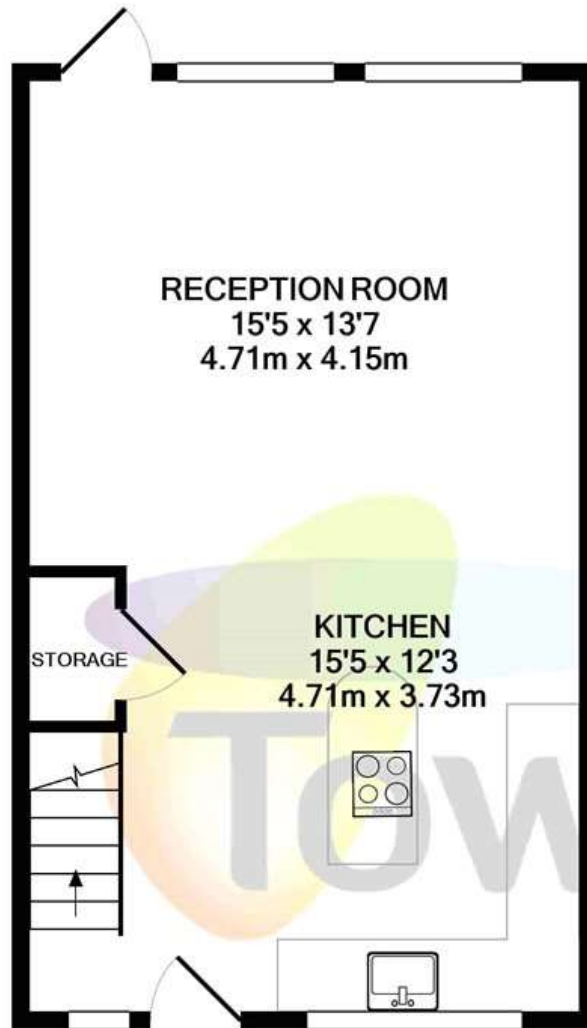 RECEPTION ROOM
15'5 x 13'7
4.71m x 4.15m
KITCHEN
15'5 x 12'3
4.71m x 3.73m
STORAGE
Tow